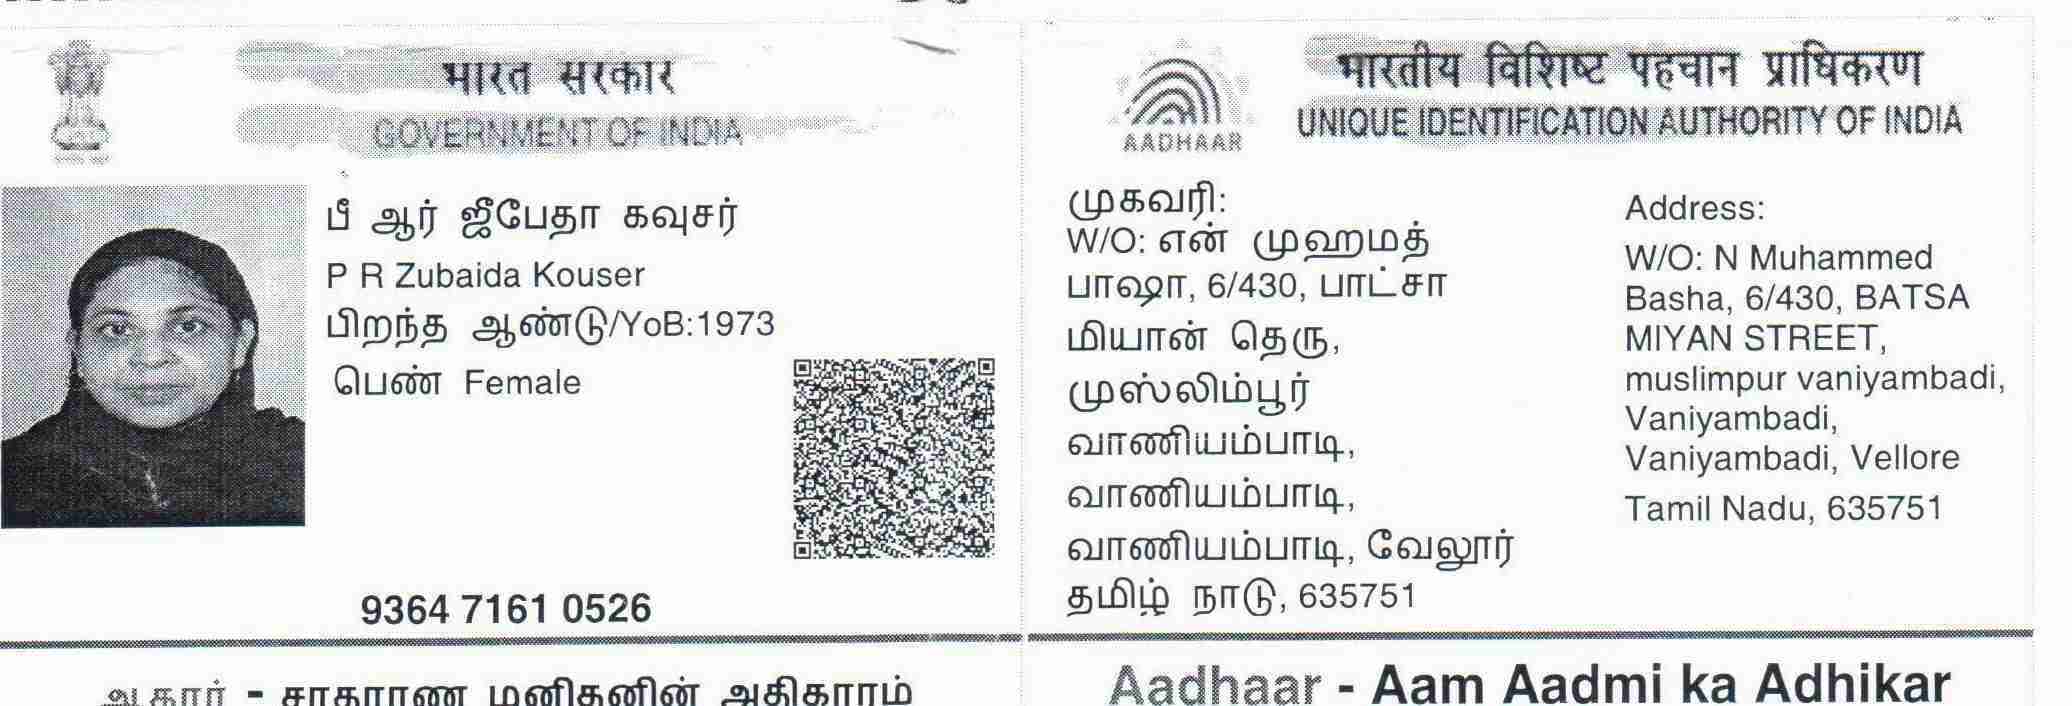 भारत सरकार
GOVERNMENT OF INDIA
பீ ஆர் ஜீபேதா கவுசர்
P R Zubaida Kouser
பிறந்த ஆண்டு/YoB:1973
பெண் Female
9364 7161 0526
ஆதார் - சாதாரண மனிதனின் அதிகாரம்
AADHAAR
भारतीय विशिष्ट पहचान प्राधिकरण
UNIQUE IDENTIFICATION AUTHORITY OF INDIA
முகவரி:
W/O: என் முஹமத்
பாஷா, 6/430, பாட்சா
மியான் தெரு,
முஸ்லிம்பூர்
வாணியம்பாடி,
வாணியம்பாடி,
வாணியம்பாடி, வேலூர்
தமிழ் நாடு, 635751
Address:
W/O: N Muhammed
Basha, 6/430, BATSA
MIYAN STREET,
muslimpur vaniyambadi,
Vaniyambadi,
Vaniyambadi, Vellore
Tamil Nadu, 635751
Aadhaar - Aam Aadmi ka Adhikar